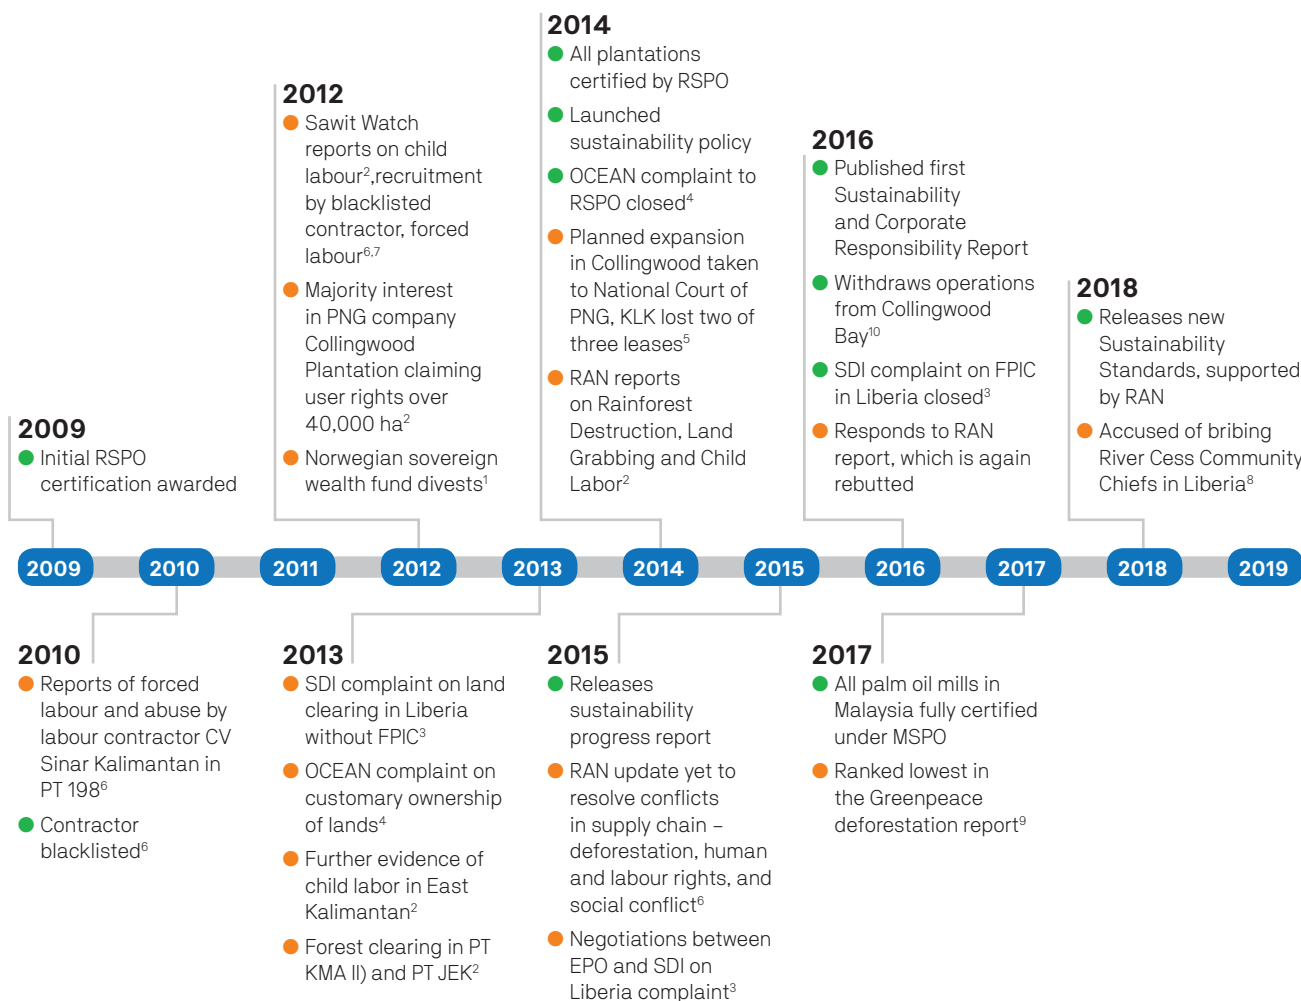 2014
All plantations
certified by RSPO
Launched
sustainability policy
OCEAN complaint to
RSPO closed⁴
Planned expansion
in Collingwood taken
to National Court of
PNG, KLK lost two of
three leases⁵
RAN reports
on Rainforest
Destruction, Land
Grabbing and Child
Labor²
2012
Sawit Watch
reports on child
labour²,recruitment
by blacklisted
contractor, forced
labour⁶,⁷
Majority interest
in PNG company
Collingwood
Plantation claiming
user rights over
40,000 ha²
Norwegian sovereign
wealth fund divests¹
2016
Published first
Sustainability
and Corporate
Responsibility Report
Withdraws operations
from Collingwood
Bay¹⁰
SDI complaint on FPIC
in Liberia closed³
Responds to RAN
report, which is again
rebutted
2018
Releases new
Sustainability
Standards, supported
by RAN
Accused of bribing
River Cess Community
Chiefs in Liberia⁸
2009
Initial RSPO
certification awarded
2009 2010 2011 2012 2013 2014 2015 2016 2017 2018 2019
2010
Reports of forced
labour and abuse by
labour contractor CV
Sinar Kalimantan in
PT 198⁶
Contractor
blacklisted⁶
2013
SDI complaint on land
clearing in Liberia
without FPIC³
OCEAN complaint on
customary ownership
of lands⁴
Further evidence of
child labor in East
Kalimantan²
Forest clearing in PT
KMA II) and PT JEK²
2015
Releases
sustainability
progress report
RAN update yet to
resolve conflicts
in supply chain –
deforestation, human
and labour rights, and
social conflict⁶
Negotiations between
EPO and SDI on
Liberia complaint³
2017
All palm oil mills in
Malaysia fully certified
under MSPO
Ranked lowest in
the Greenpeace
deforestation report⁹